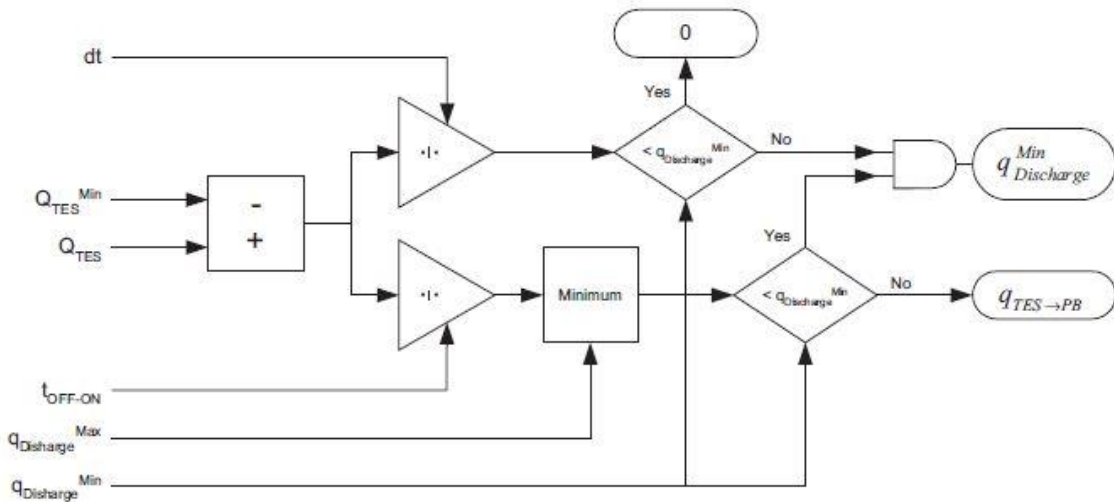 0
dt
Yes
< q_Discharge^Min
No
·|·
Q_TES^Min
-
q_Discharge^Min
Q_TES
+
Yes
·|·
Minimum
< q_Discharge^Min
No
q_TES→PB
t_OFF-ON
q_Disharge^Max
q_Disharge^Min